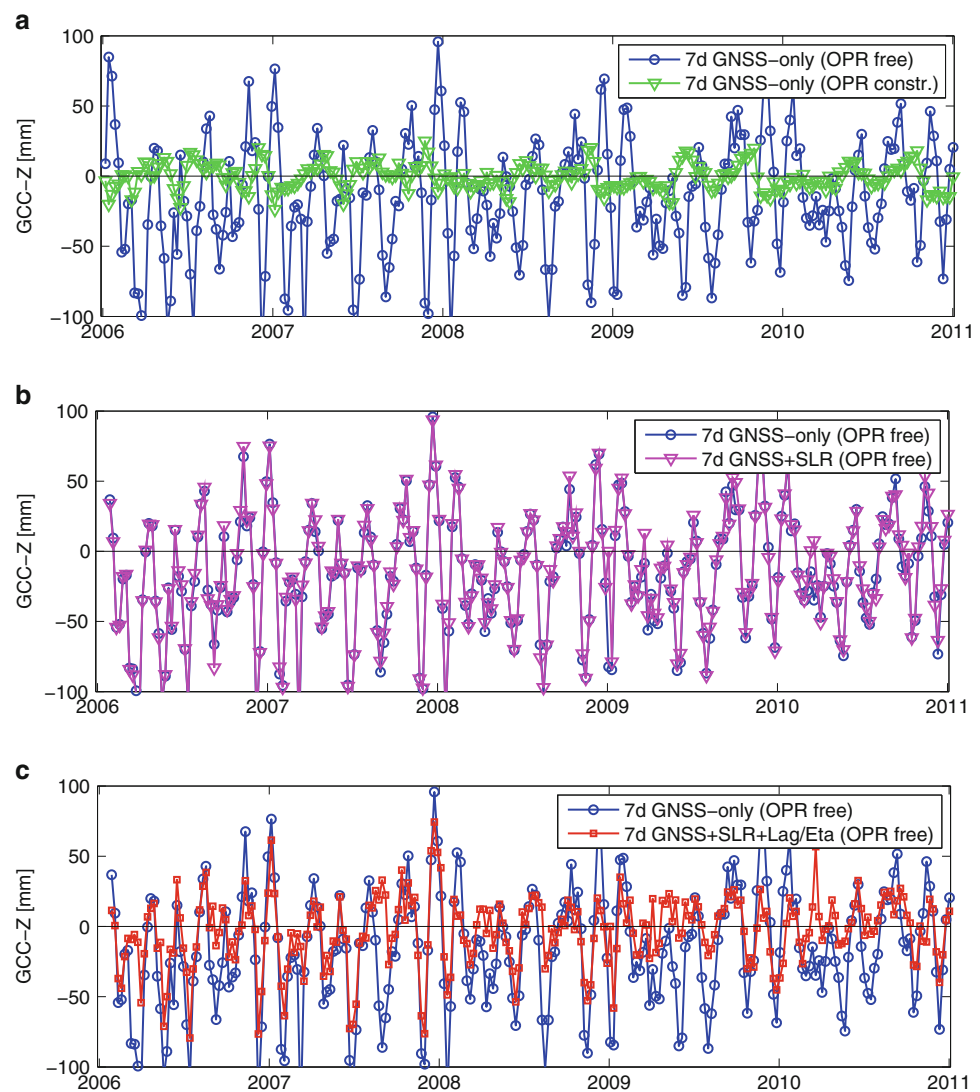 a
100
50
0
−50
−100
GCC−Z [mm]
7d GNSS−only (OPR free)
7d GNSS−only (OPR constr.)
2006
2007
2008
2009
2010
2011
b
100
50
0
−50
−100
GCC−Z [mm]
7d GNSS−only (OPR free)
7d GNSS+SLR (OPR free)
2006
2007
2008
2009
2010
2011
c
100
50
0
−50
−100
GCC−Z [mm]
7d GNSS−only (OPR free)
7d GNSS+SLR+Lag/Eta (OPR free)
2006
2007
2008
2009
2010
2011